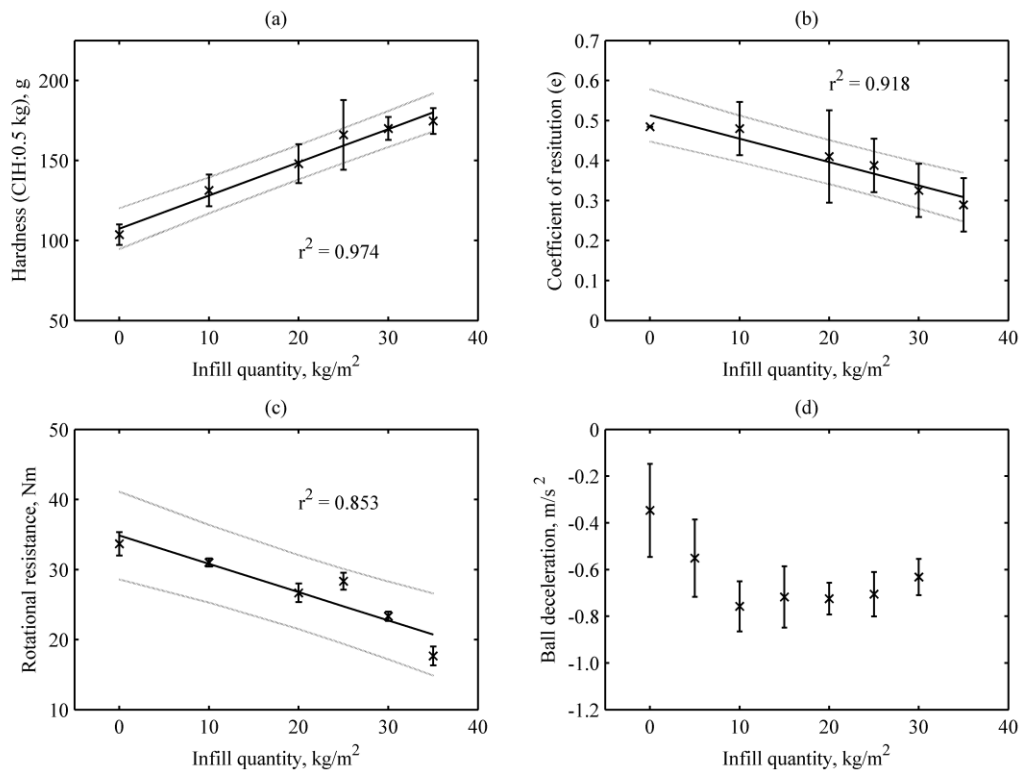 (a)
200
150
100
50
Hardness (CIH:0.5 kg), g
r² = 0.974
0 10 20 30 40
Infill quantity, kg/m²
(b)
0.7
0.6
0.5
0.4
0.3
0.2
0.1
0
Coefficient of resitution (e)
r² = 0.918
0 10 20 30 40
Infill quantity, kg/m²
(c)
50
40
30
20
10
Rotational resistance, Nm
r² = 0.853
0 10 20 30 40
Infill quantity, kg/m²
(d)
0
-0.2
-0.4
-0.6
-0.8
-1.0
-1.2
Ball deceleration, m/s²
0 10 20 30 40
Infill quantity, kg/m²